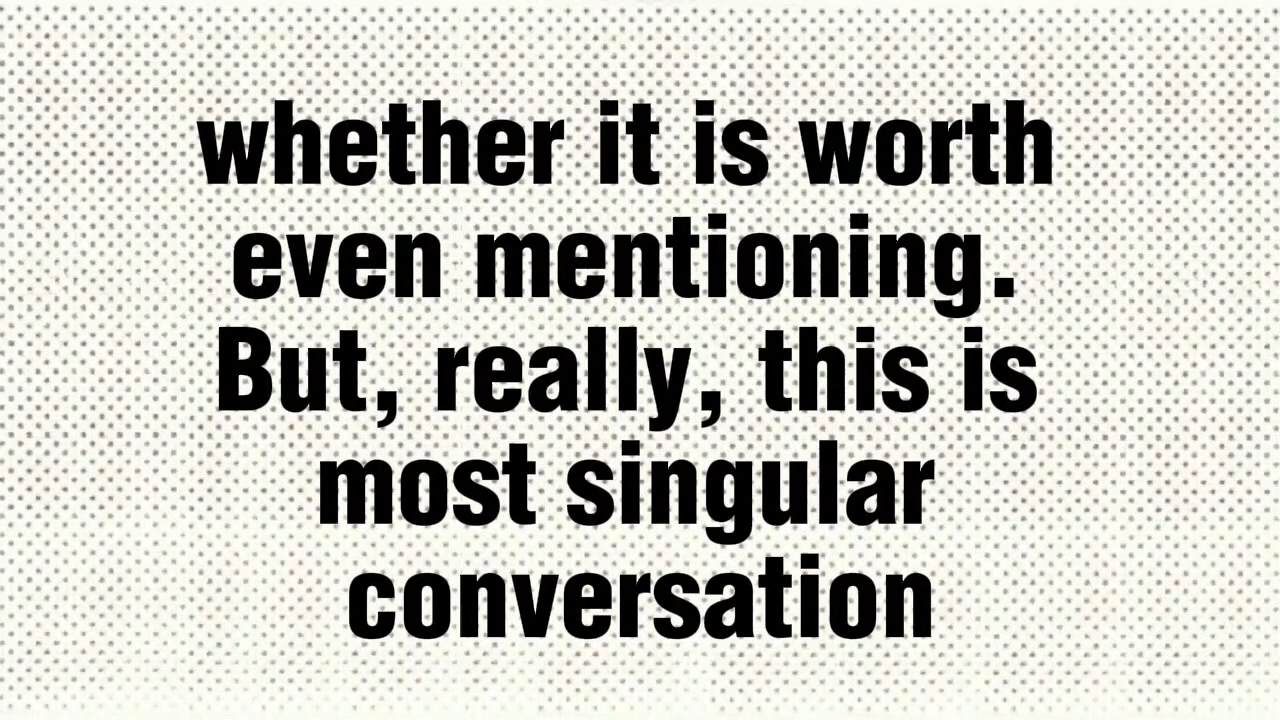 whether it is worth
even mentioning.
But, really, this is
most singular
conversation